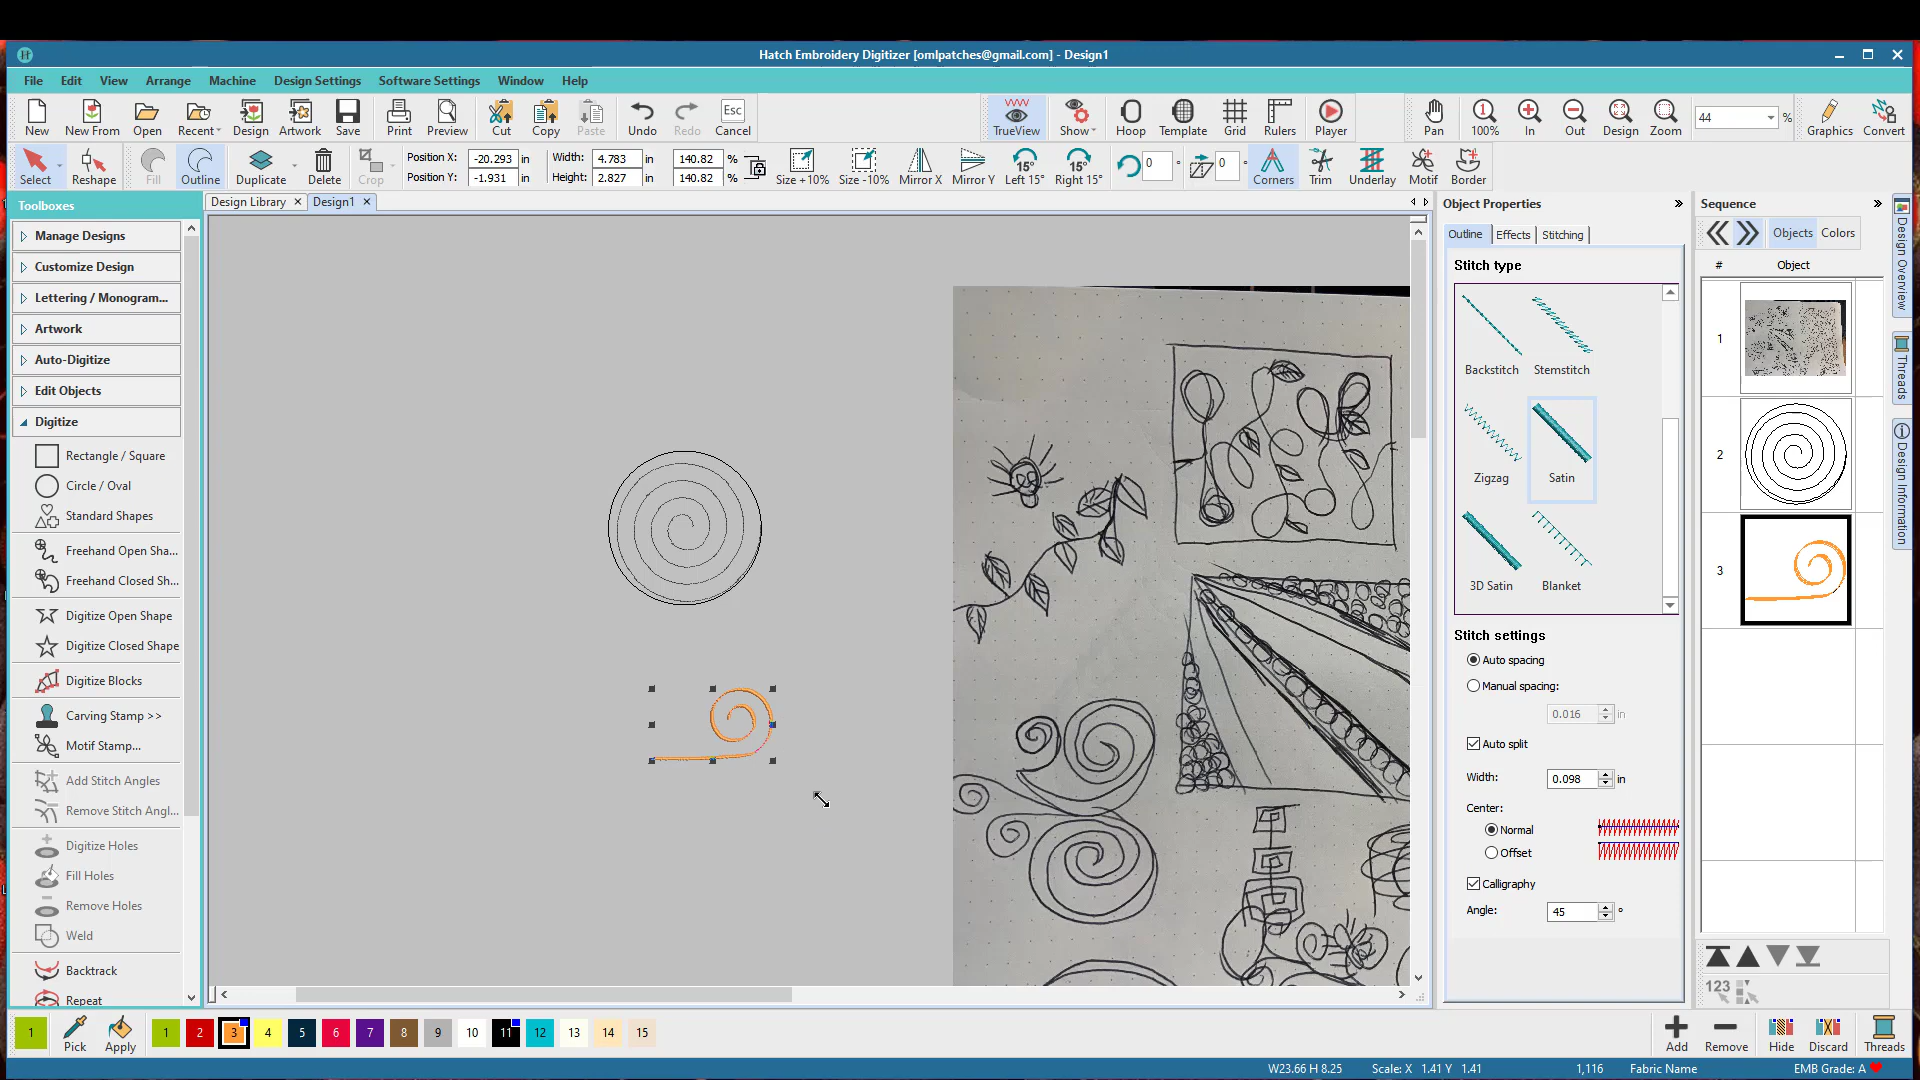 Hatch Embroidery Digitizer [omlpatches@gmail.com] - Design1
File Edit View Arrange Machine Design Settings Software Settings Window Help
New New From Open Recent Design Artwork Save Print Preview Cut Copy Paste Undo Redo Esc Cancel TrueView Show Hoop Template Grid Rulers Player Pan 1 100% In Out Design Zoom 44 % Graphics Convert
Select Reshape Fill Outline Duplicate Delete Crop Position X: -20.293 in Width: 4.783 in 140.82 % Size +10% Size -10% Mirror X Mirror Y 15° Left 15° 15° Right 15° 0 ° 0 ° Corners Trim Underlay Motif Border
Position Y: -1.931 in Height: 2.827 in 140.82 %
Toolboxes
Design Library Design1
Manage Designs
Customize Design
Lettering / Monogram...
Artwork
Auto-Digitize
Edit Objects
Digitize
Rectangle / Square
Circle / Oval
Standard Shapes
Freehand Open Sha...
Freehand Closed Sh...
Digitize Open Shape
Digitize Closed Shape
Digitize Blocks
Carving Stamp >>
Motif Stamp...
Add Stitch Angles
Remove Stitch Angl...
Digitize Holes
Fill Holes
Remove Holes
Weld
Backtrack
Repeat
Object Properties
Outline Effects Stitching
Stitch type
Backstitch Stemstitch
Zigzag Satin
3D Satin Blanket
Stitch settings
Auto spacing
Manual spacing:
0.016 in
Auto split
Width: 0.098 in
Center:
Normal
Offset
Calligraphy
Angle: 45 °
Sequence
Objects Colors
# Object
1
2
3
123
Design Overview
Threads
Design Information
1 Pick Apply 1 2 3 4 5 6 7 8 9 10 11 12 13 14 15 Add Remove Hide Discard Threads
W23.66 H 8.25 Scale: X 1.41 Y 1.41 1,116 Fabric Name EMB Grade: A